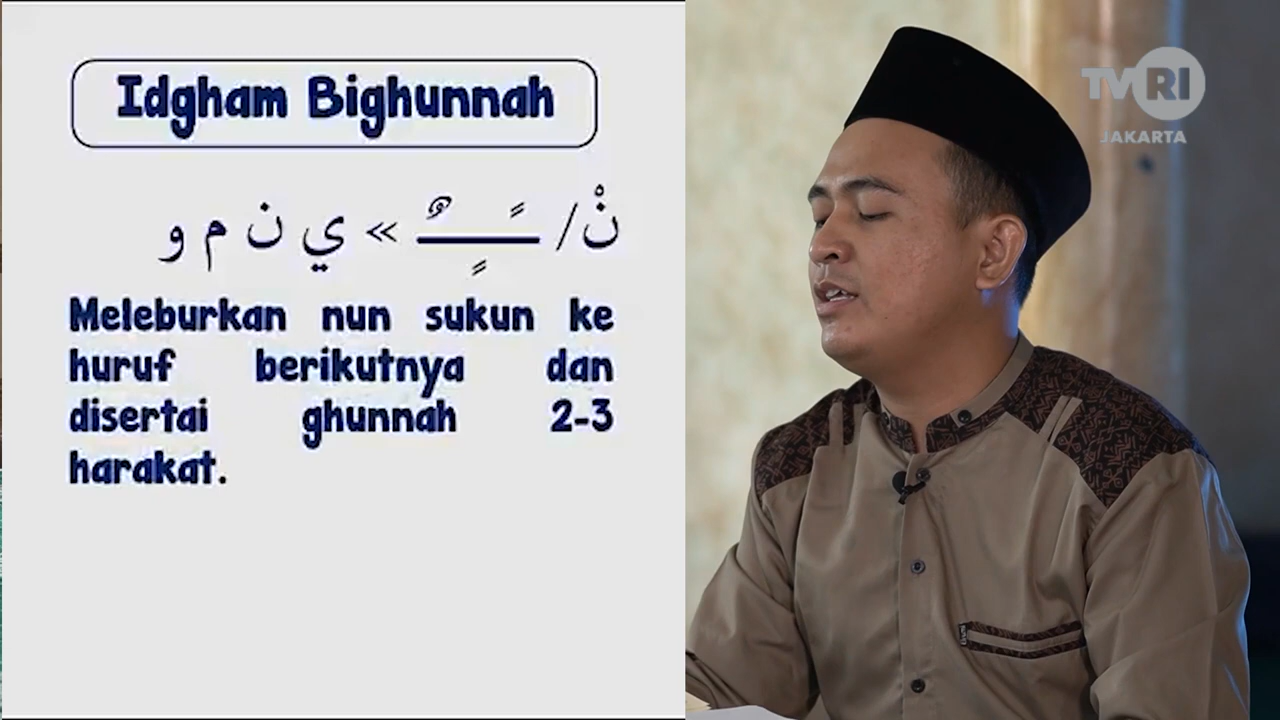 Idgham Bighunnah
نْ/ ـًـٍـٌ » ي ن م و
Meleburkan nun sukun ke
huruf berikutnya dan
disertai ghunnah 2-3
harakat.
TVRI
JAKARTA